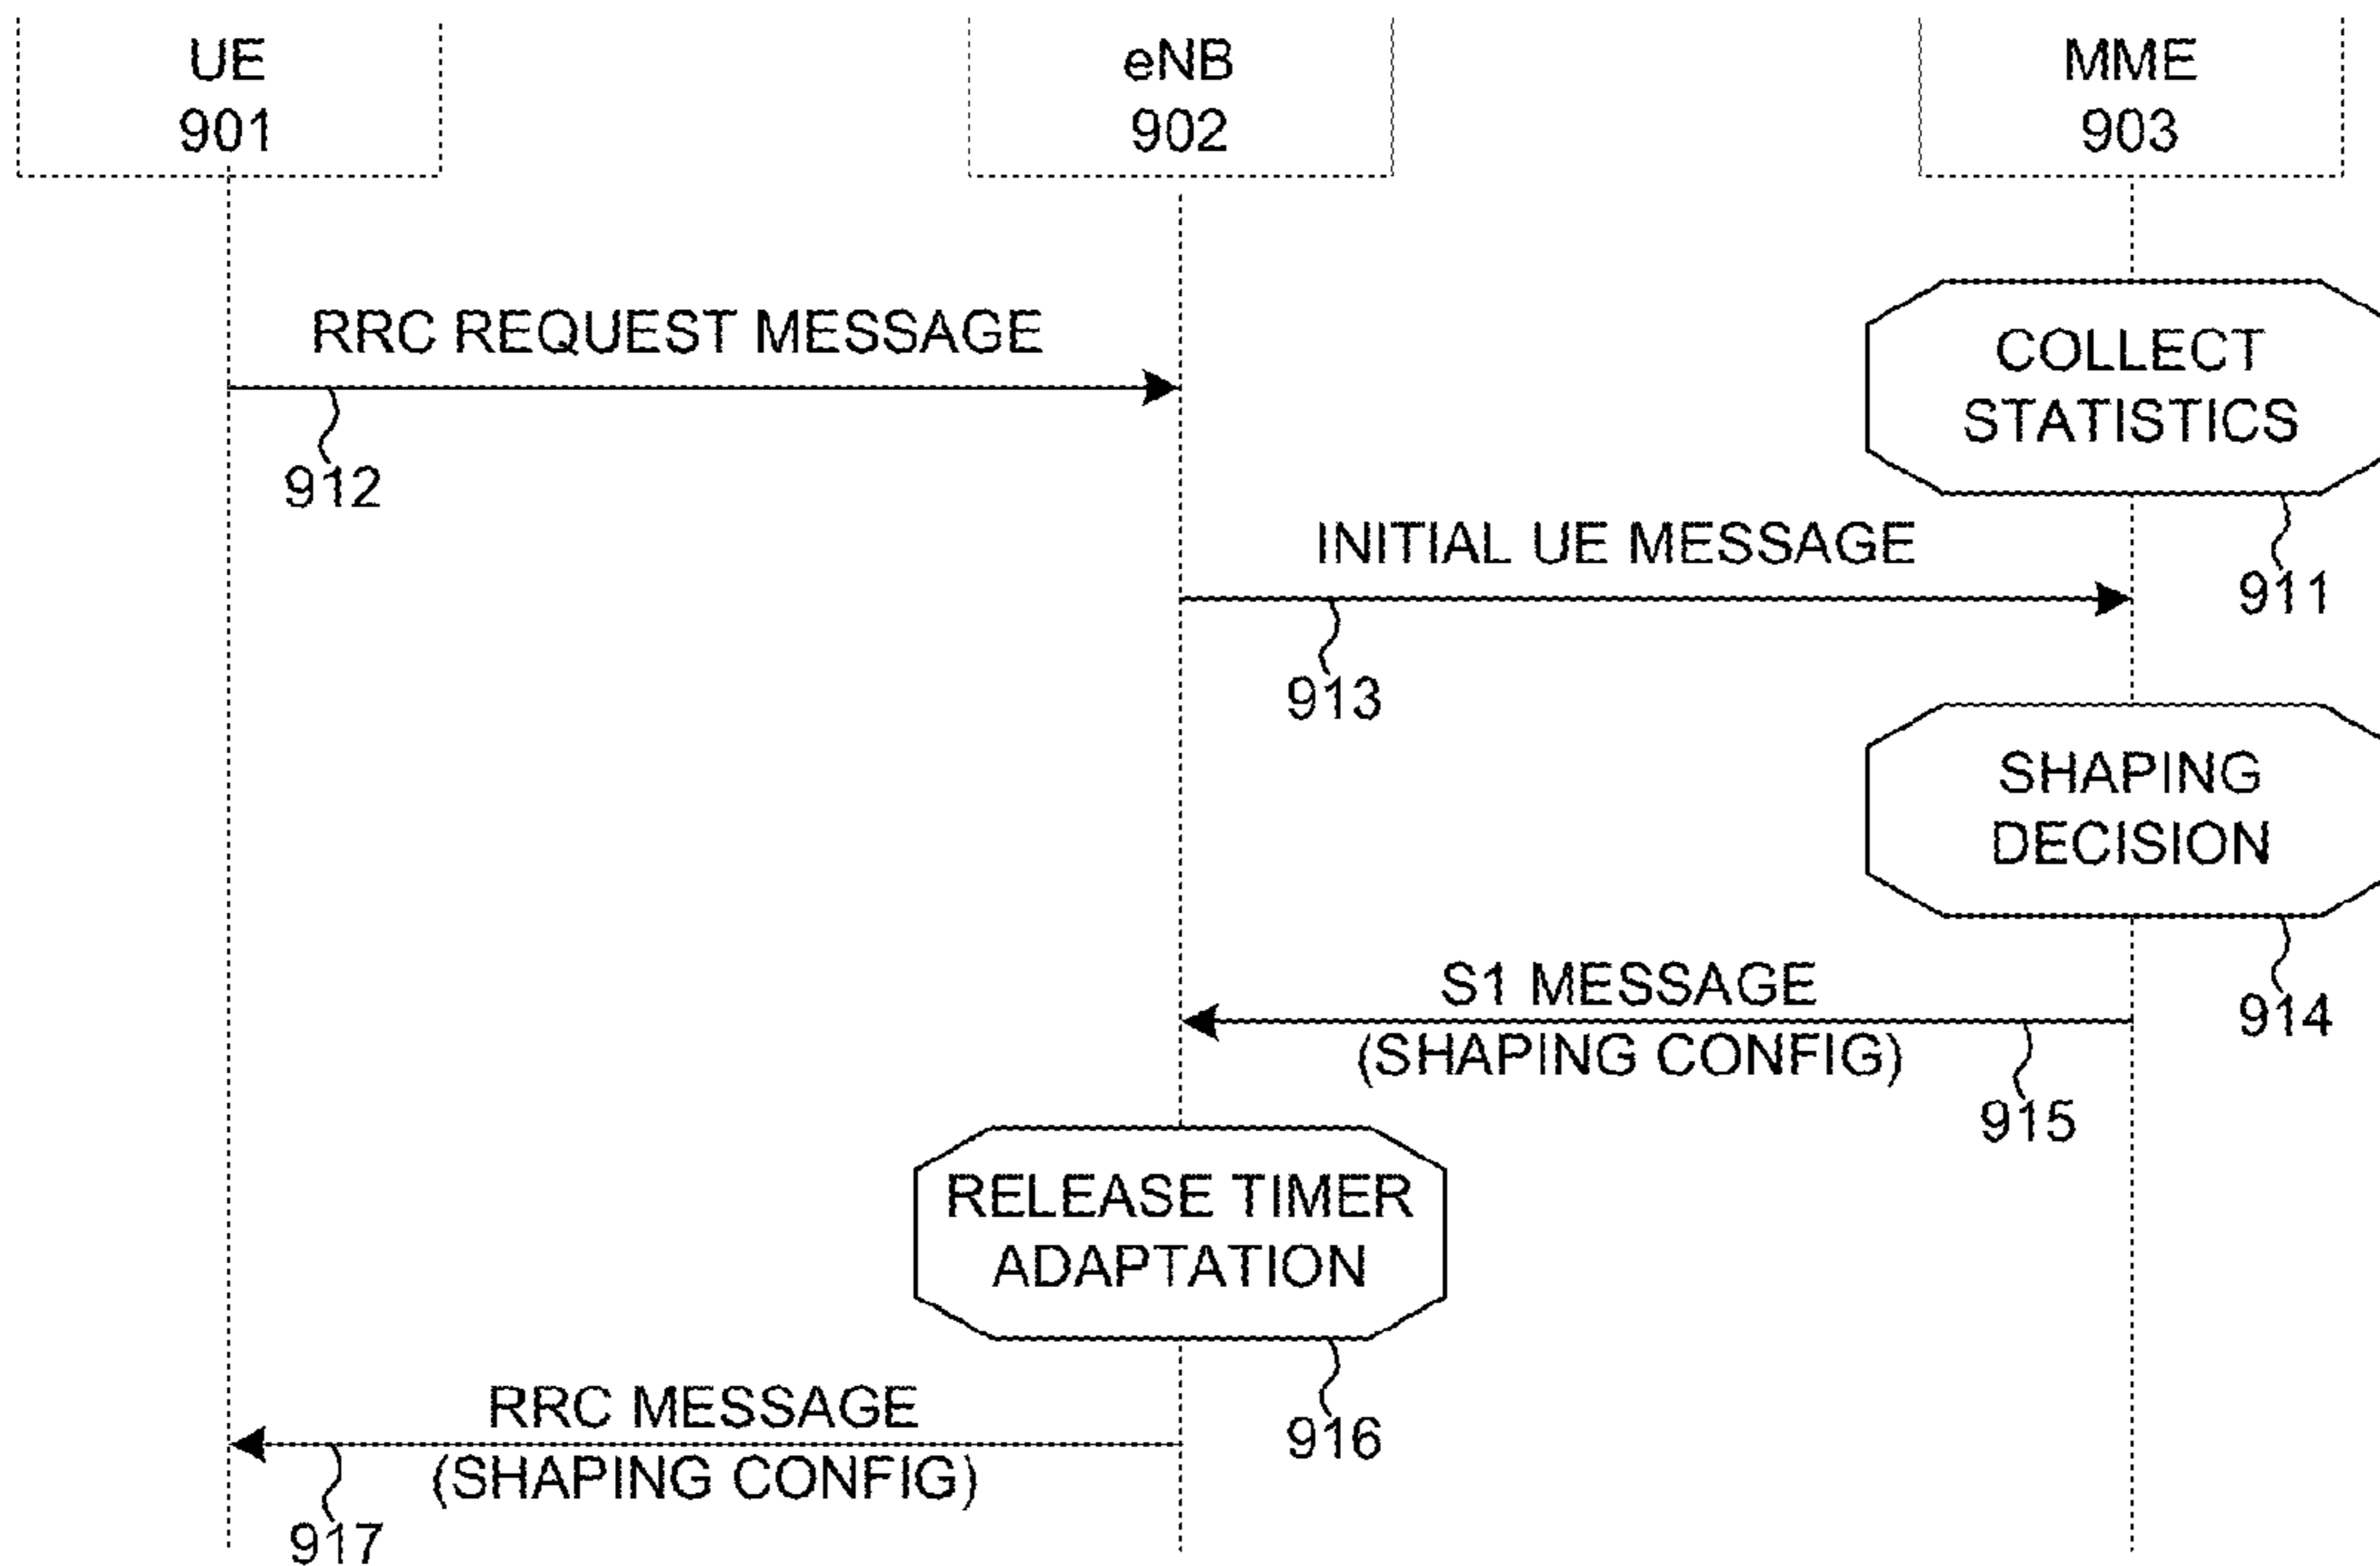 UE
901
eNB
902
MME
903
RRC REQUEST MESSAGE
912
COLLECT
STATISTICS
911
INITIAL UE MESSAGE
913
SHAPING
DECISION
914
S1 MESSAGE
(SHAPING CONFIG)
915
RELEASE TIMER
ADAPTATION
916
RRC MESSAGE
(SHAPING CONFIG)
917